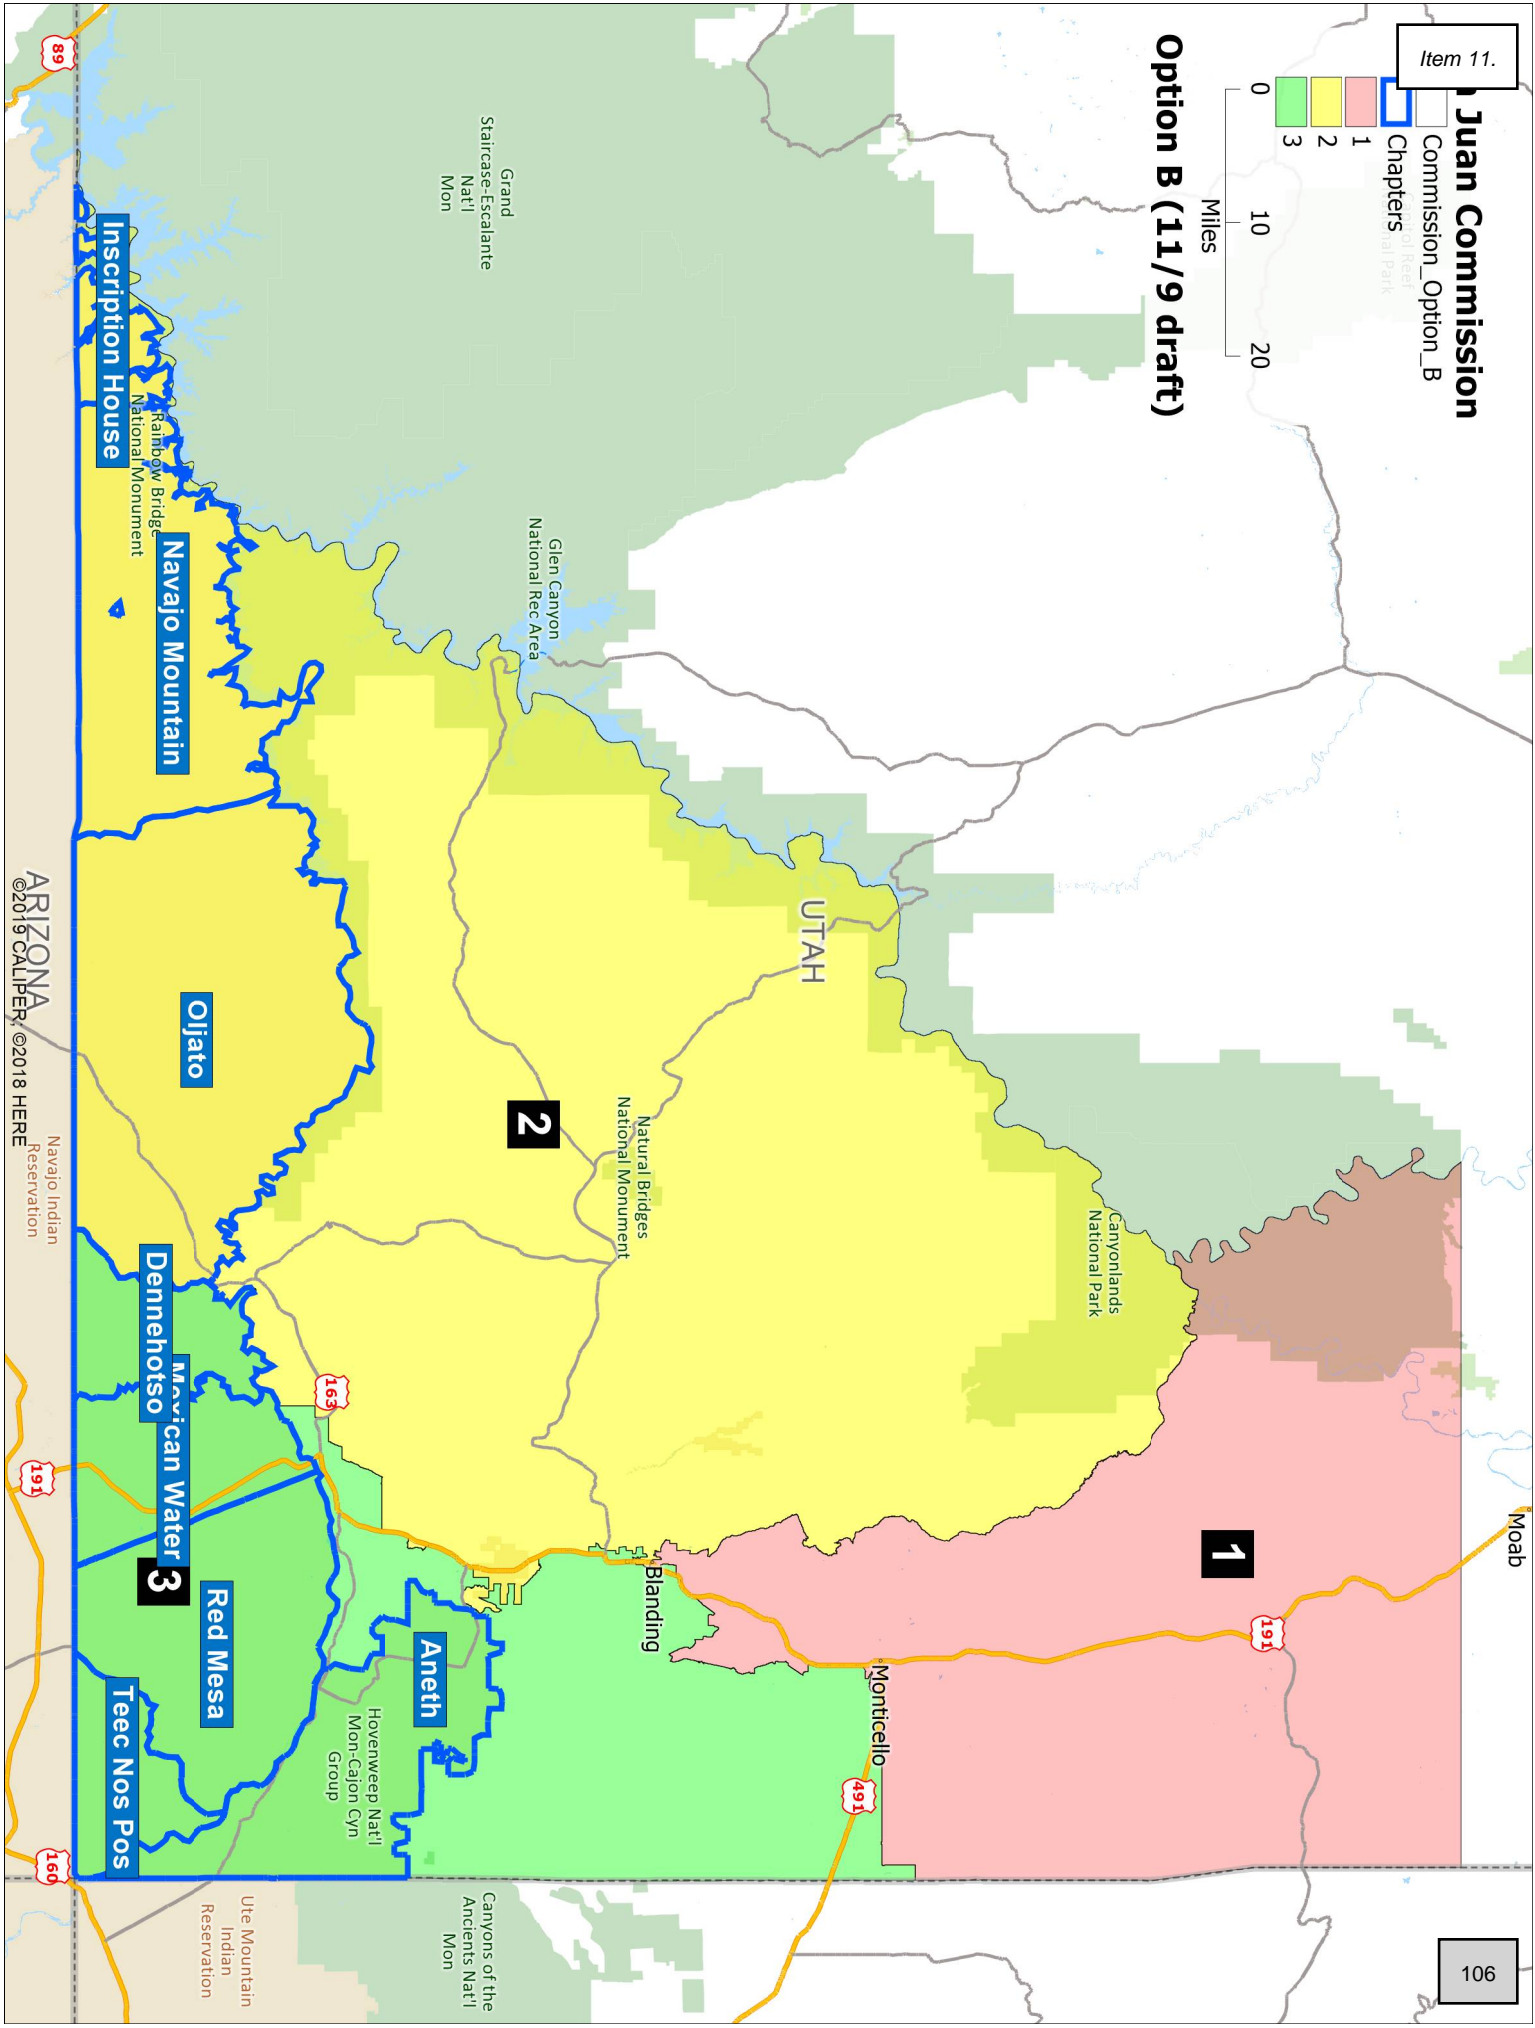 Item 11.
Juan Commission
Option B (11/9 draft)
Commission_Option_B
Chapters
1
2
3
0 10 20
Miles
Capitol Reef
National Park
Moab
1
191
Canyonlands
National Park
UTAH
Monticello
491
Blanding
Glen Canyon
National Rec Area
Natural Bridges
National Monument
2
Grand
Staircase-Escalante
Nat'l
Mon
Canyons of the
Ancients Nat'l
Mon
Aneth
Hovenweep Nat'l
Mon-Cajon Cyn
Group
163
Ute Mountain
Indian
Reservation
Red Mesa
Oljato
Navajo Mountain
Mexican Water
3
Dennehotso
Rainbow Bridge
National Monument
Teec Nos Pos
Inscription House
89
191
160
Navajo Indian
Reservation
ARIZONA
©2019 CALIPER; ©2018 HERE
106